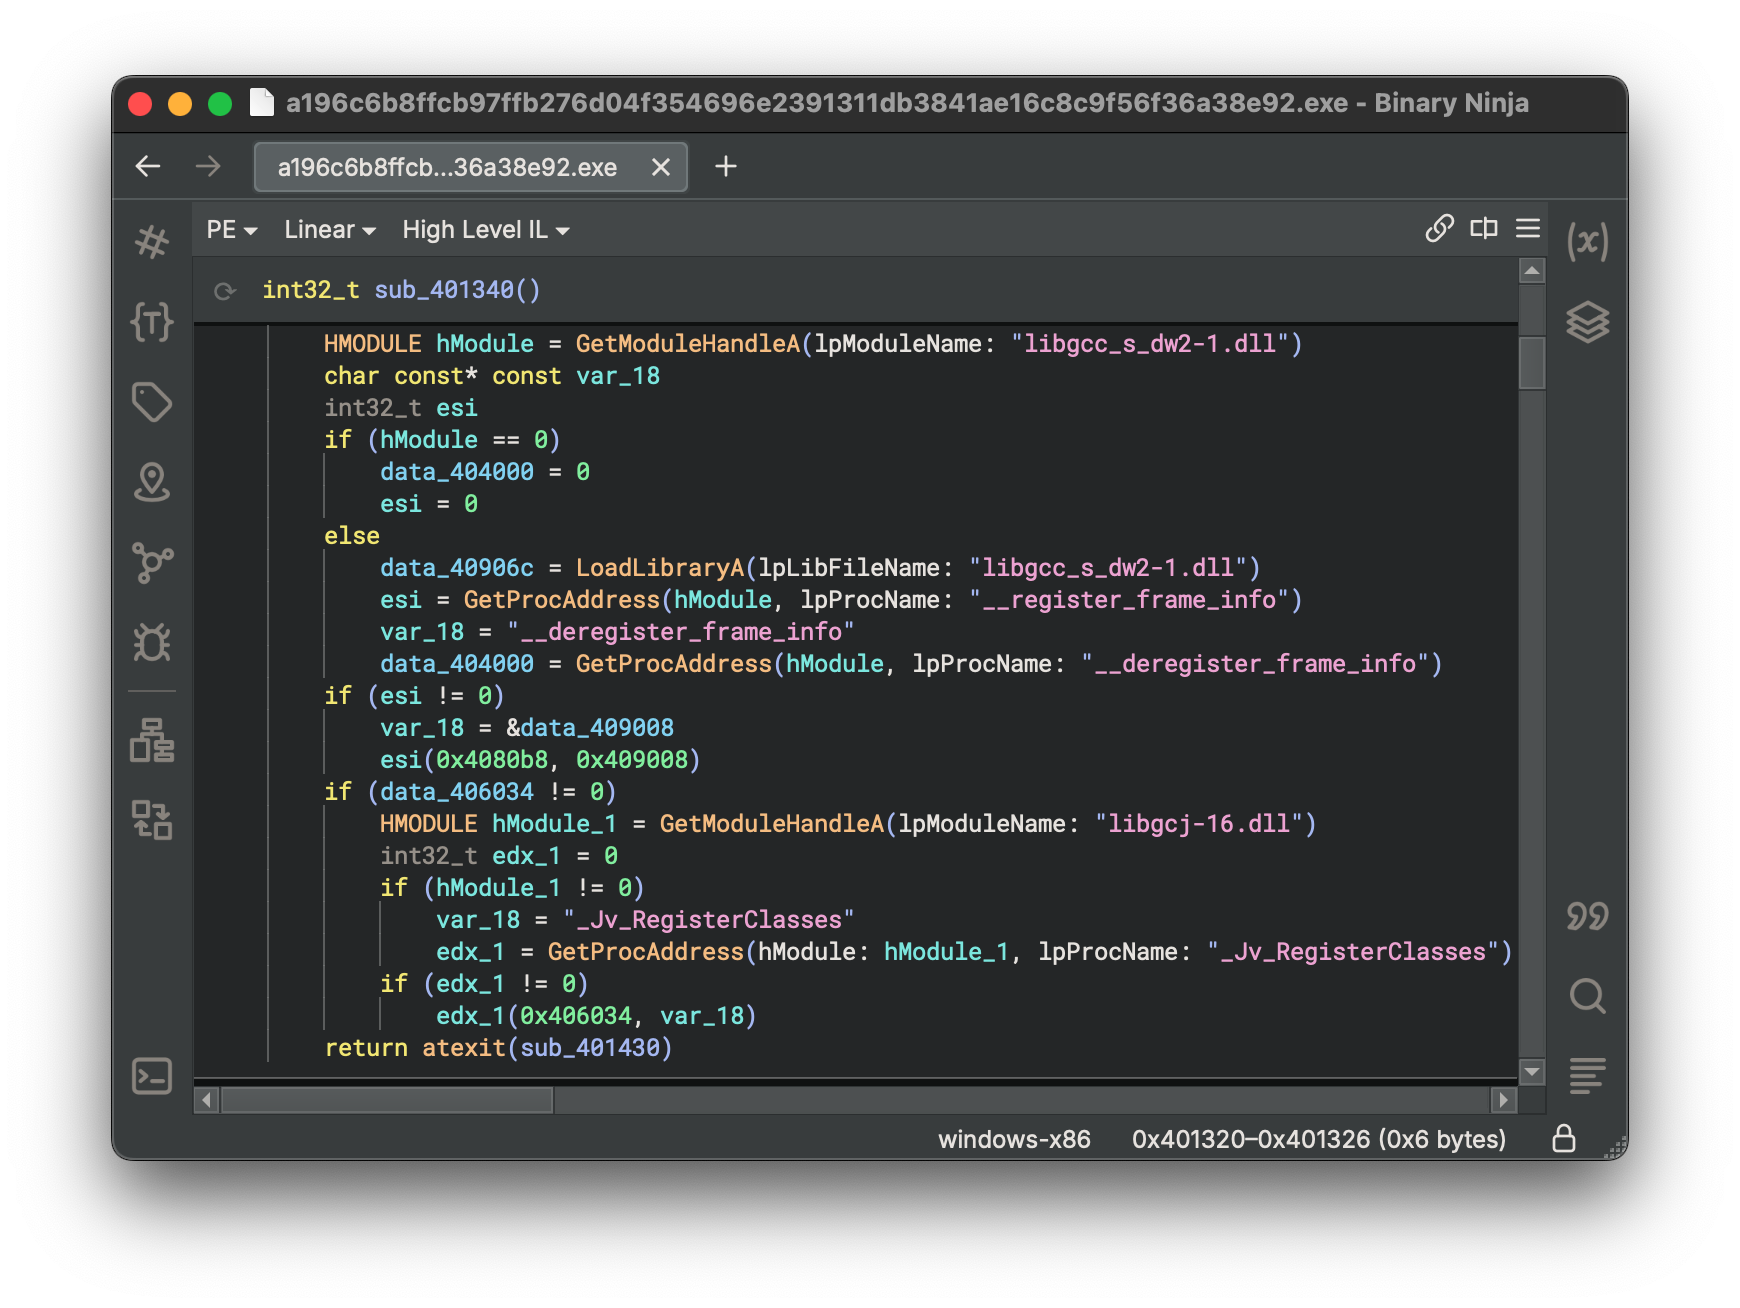 a196c6b8ffcb97ffb276d04f354696e2391311db3841ae16c8c9f56f36a38e92.exe - Binary Ninja
a196c6b8ffcb...36a38e92.exe
PE Linear High Level IL
int32_t sub_401340()
HMODULE hModule = GetModuleHandleA(lpModuleName: "libgcc_s_dw2-1.dll")
char const* const var_18
int32_t esi
if (hModule == 0)
data_404000 = 0
esi = 0
else
data_40906c = LoadLibraryA(lpLibFileName: "libgcc_s_dw2-1.dll")
esi = GetProcAddress(hModule, lpProcName: "__register_frame_info")
var_18 = "__deregister_frame_info"
data_404000 = GetProcAddress(hModule, lpProcName: "__deregister_frame_info")
if (esi != 0)
var_18 = &data_409008
esi(0x4080b8, 0x409008)
if (data_406034 != 0)
HMODULE hModule_1 = GetModuleHandleA(lpModuleName: "libgcj-16.dll")
int32_t edx_1 = 0
if (hModule_1 != 0)
var_18 = "_Jv_RegisterClasses"
edx_1 = GetProcAddress(hModule: hModule_1, lpProcName: "_Jv_RegisterClasses")
if (edx_1 != 0)
edx_1(0x406034, var_18)
return atexit(sub_401430)
windows-x86 0x401320–0x401326 (0x6 bytes)